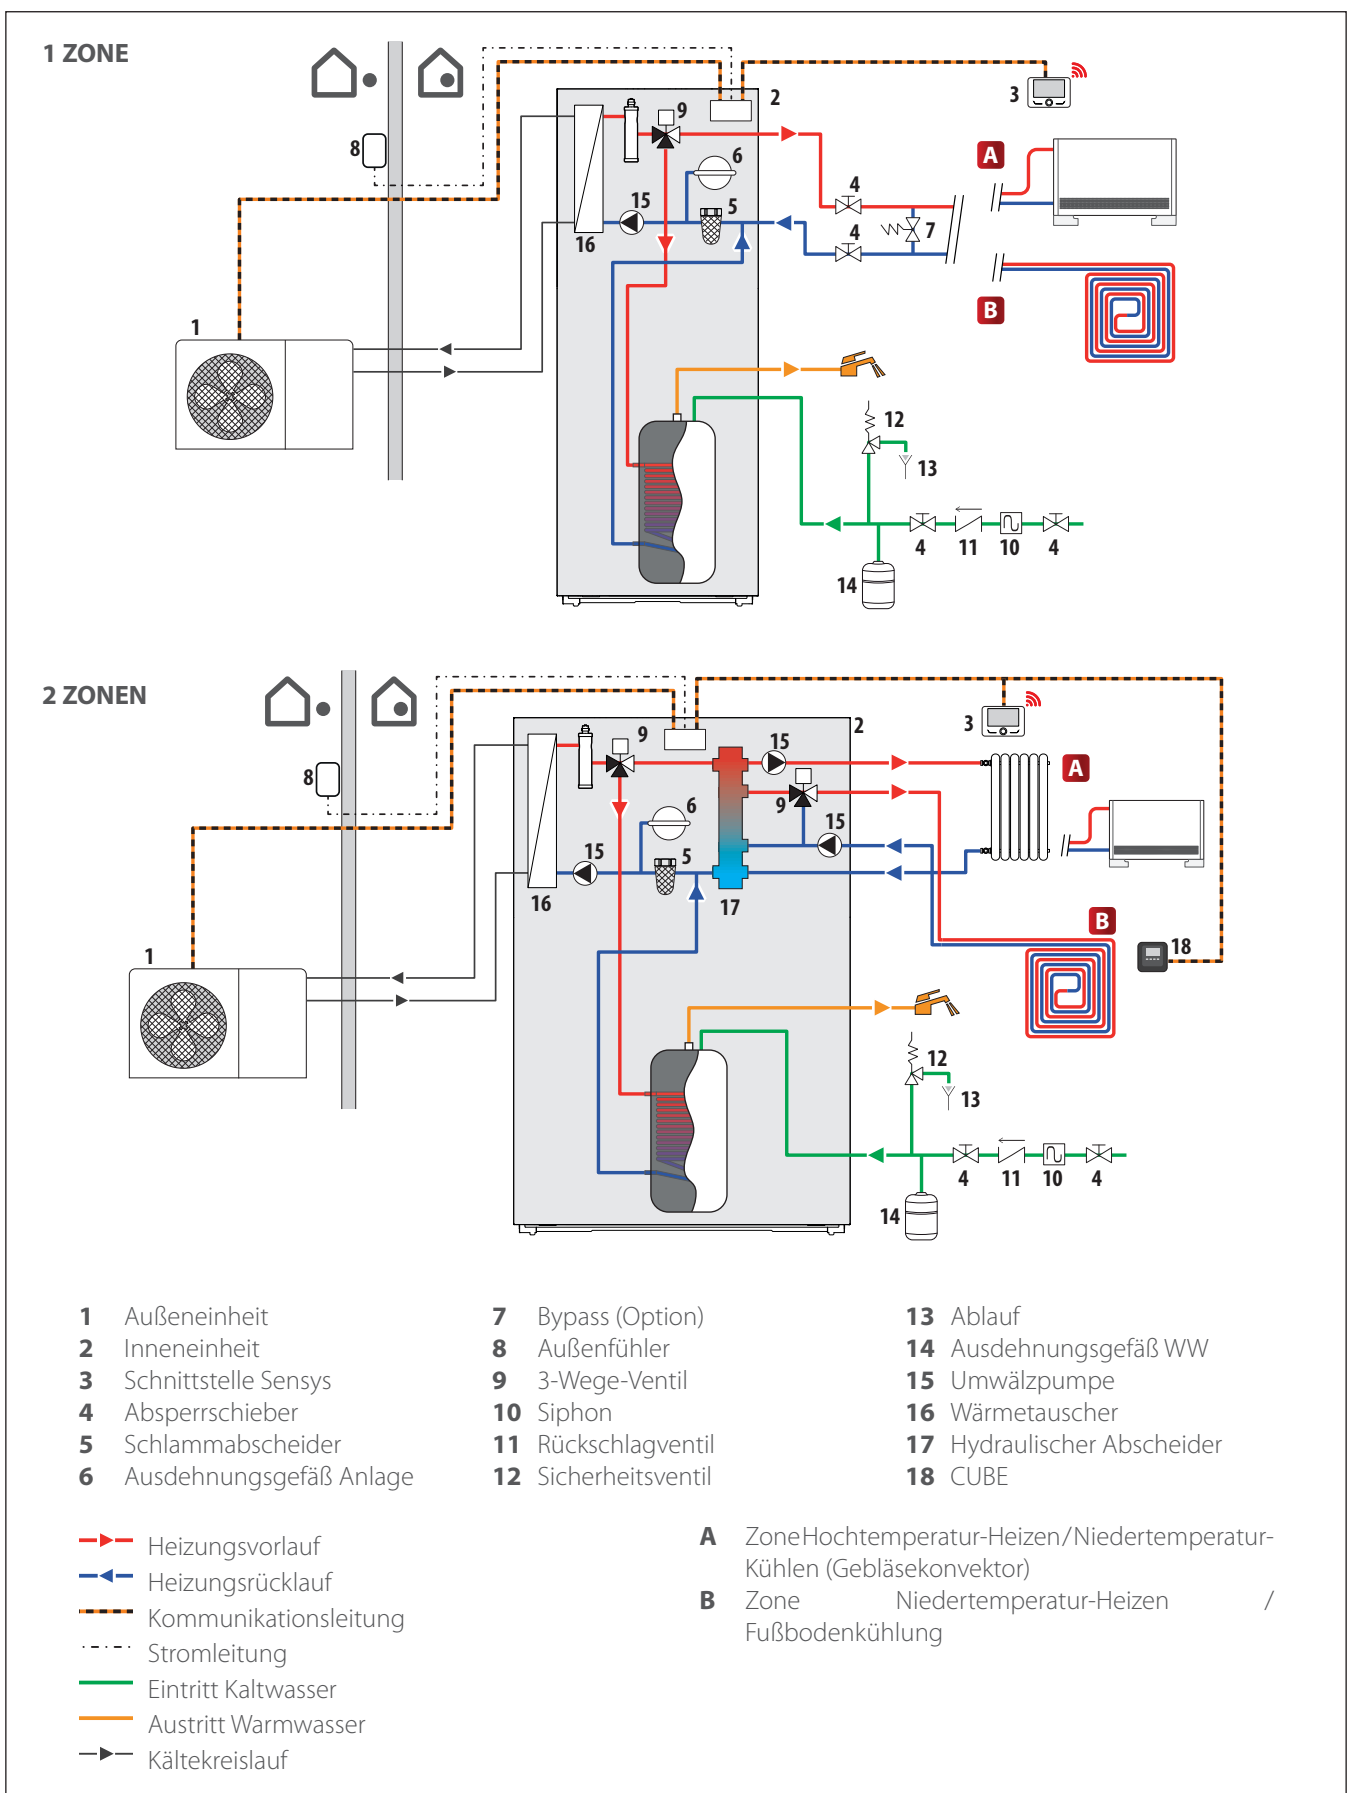 1 ZONE
2
9
3
8
A
6
4
15
5
4
7
16
B
1
12
13
4
11
10
4
14
2 ZONEN
9
15
2
3
A
8
6
9
15
15
5
16
17
B
18
1
12
13
4
11
10
4
14
1 Außeneinheit
2 Inneneinheit
3 Schnittstelle Sensys
4 Absperrschieber
5 Schlammabscheider
6 Ausdehnungsgefäß Anlage
7 Bypass (Option)
8 Außenfühler
9 3-Wege-Ventil
10 Siphon
11 Rückschlagventil
12 Sicherheitsventil
13 Ablauf
14 Ausdehnungsgefäß WW
15 Umwälzpumpe
16 Wärmetauscher
17 Hydraulischer Abscheider
18 CUBE
Heizungsvorlauf
Heizungsrücklauf
Kommunikationsleitung
Stromleitung
Eintritt Kaltwasser
Austritt Warmwasser
Kältekreislauf
A Zone Hochtemperatur-Heizen/Niedertemperatur-
Kühlen (Gebläsekonvektor)
B Zone Niedertemperatur-Heizen /
Fußbodenkühlung